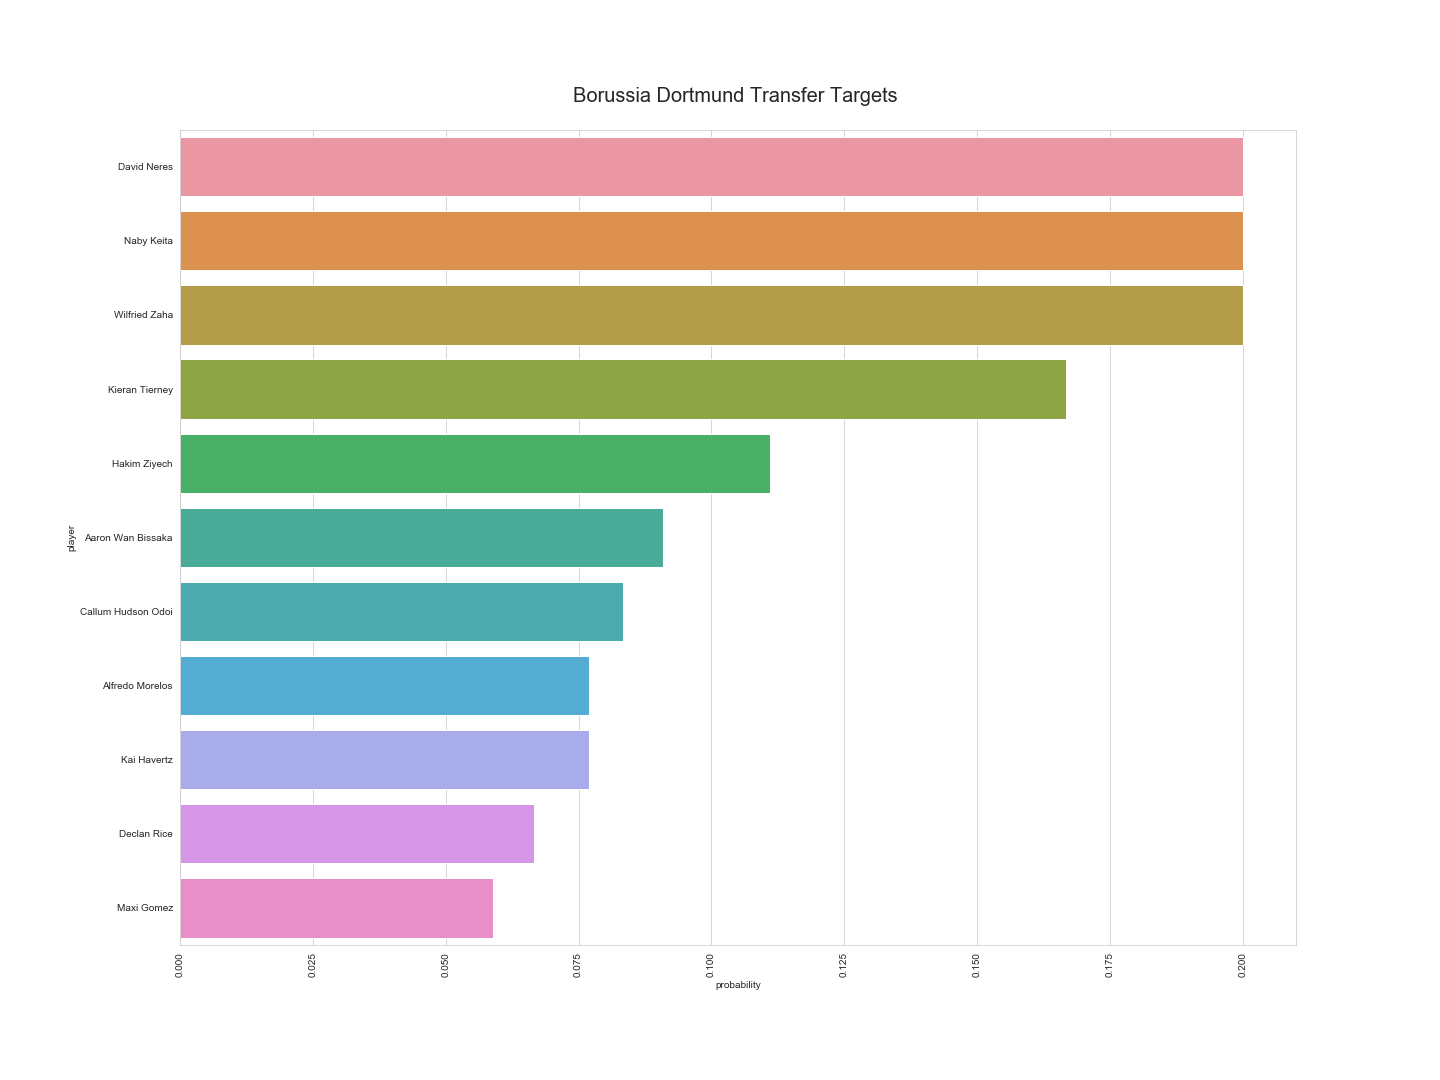 Borussia Dortmund Transfer Targets
David Neres
Naby Keita
Wilfried Zaha
Kieran Tierney
Hakim Ziyech
Aaron Wan Bissaka
Callum Hudson Odoi
Alfredo Morelos
Kai Havertz
Declan Rice
Maxi Gomez
player
0.000
0.025
0.050
0.075
0.100
0.125
0.150
0.175
0.200
probability